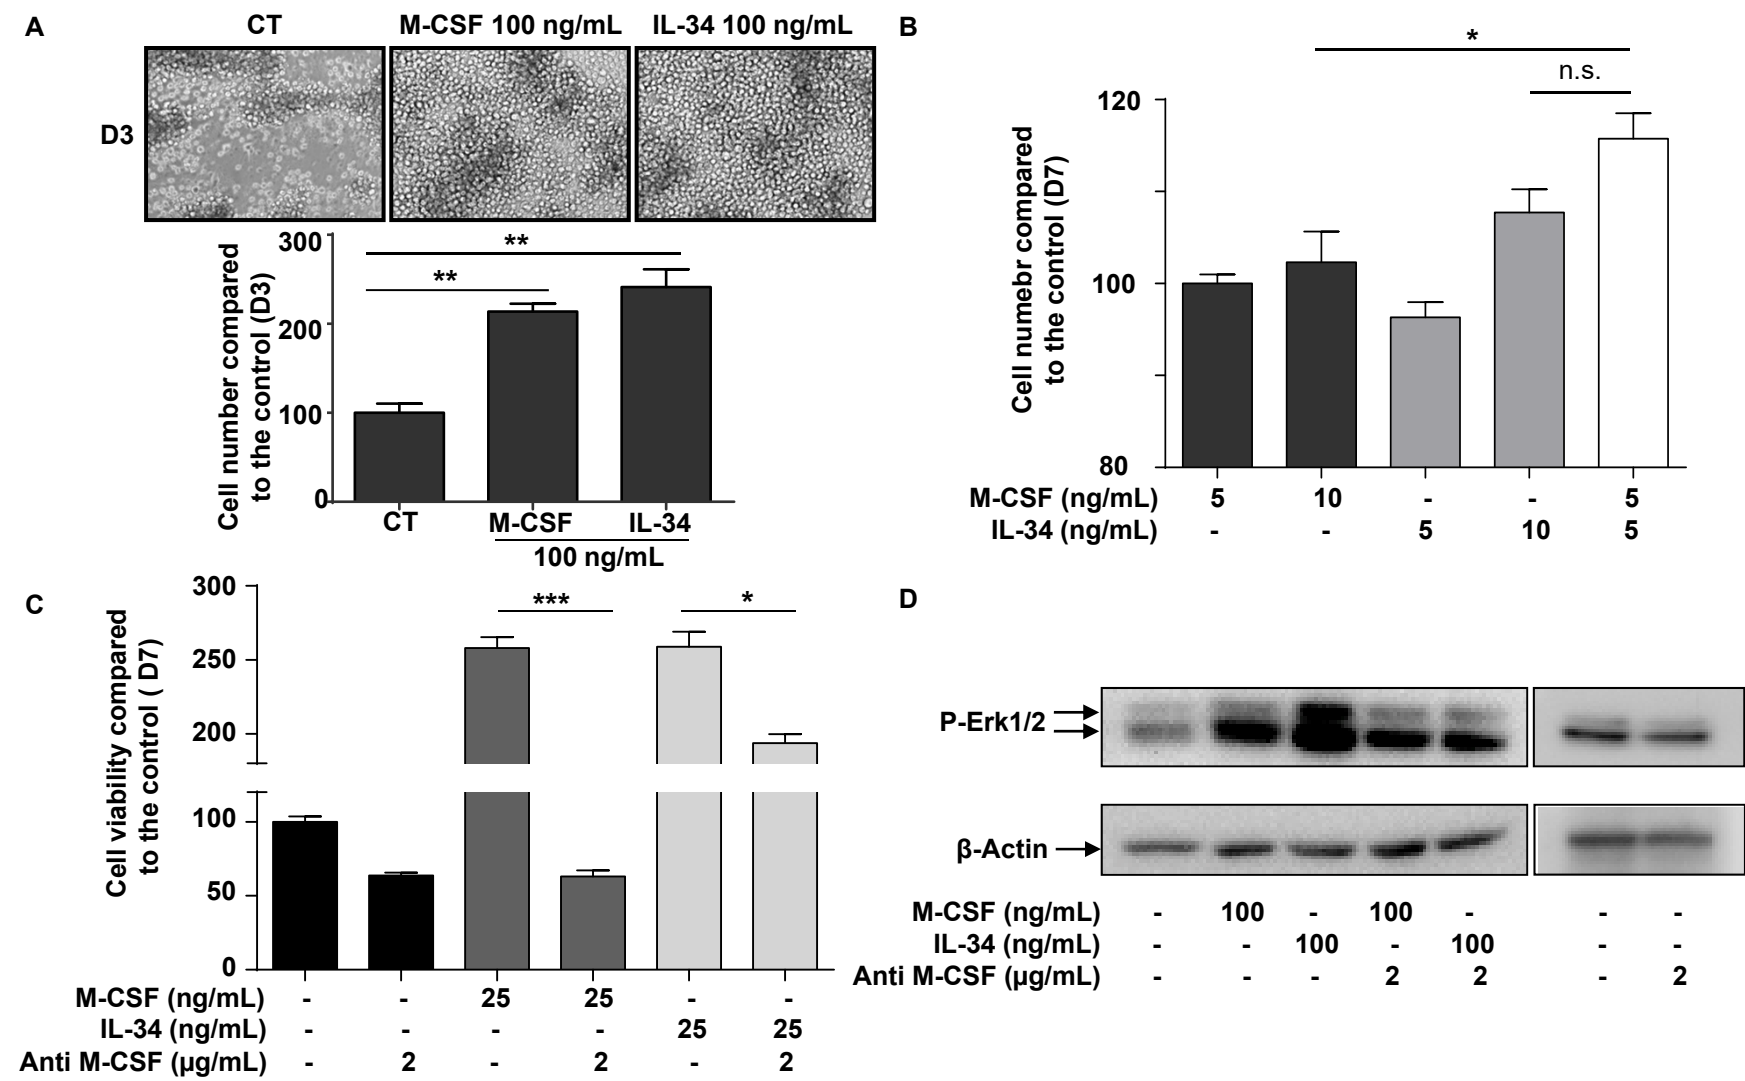 A
CT
M-CSF 100 ng/mL
IL-34 100 ng/mL
D3
Cell number compared
to the control (D3)
300
200
100
0
**
**
CT
M-CSF
IL-34
100 ng/mL
B
*
n.s.
Cell numebr compared
to the control (D7)
120
100
80
M-CSF (ng/mL) 5 10 - - 5
IL-34 (ng/mL) - - 5 10 5
C
Cell viability compared
to the control ( D7)
300
250
200
100
50
0
***
*
M-CSF (ng/mL) - - 25 25 - -
IL-34 (ng/mL) - - - - 25 25
Anti M-CSF (µg/mL) - 2 - 2 - 2
D
P-Erk1/2
β-Actin
M-CSF (ng/mL) - 100 - 100 - - -
IL-34 (ng/mL) - - 100 - 100 - -
Anti M-CSF (µg/mL) - - - 2 2 - 2